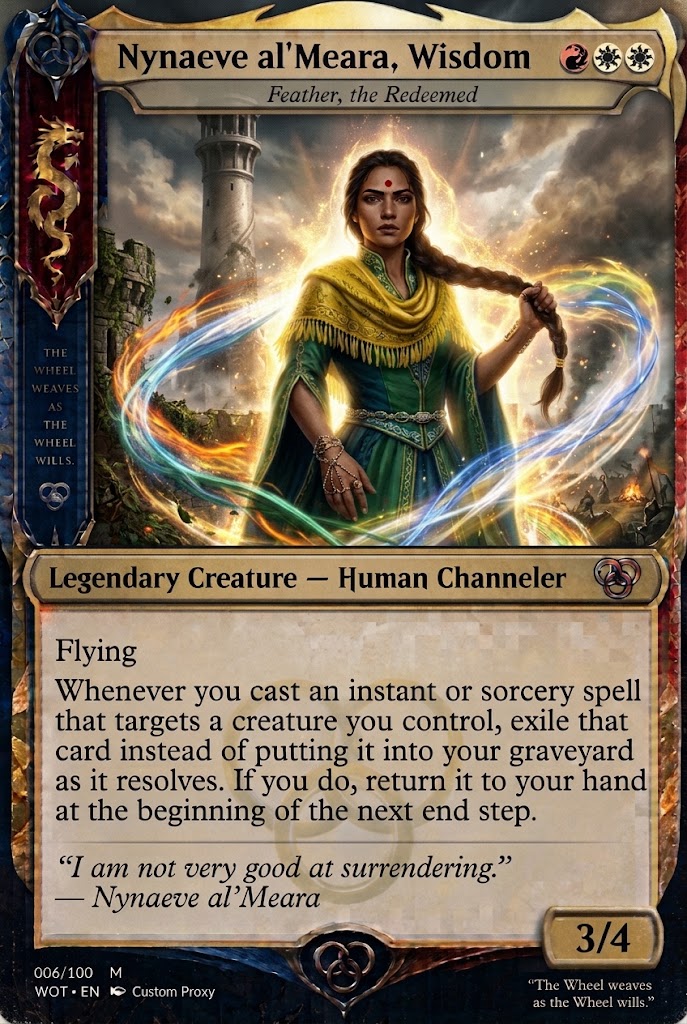 Nynaeve al'Meara, Wisdom
Feather, the Redeemed
THE
WHEEL
WEAVES
AS
THE
WHEEL
WILLS.
Legendary Creature — Human Channeler
Flying
Whenever you cast an instant or sorcery spell
that targets a creature you control, exile that
card instead of putting it into your graveyard
as it resolves. If you do, return it to your hand
at the beginning of the next end step.
“I am not very good at surrendering.”
— Nynaeve al’Meara
3/4
006/100 M
WOT • EN Custom Proxy
“The Wheel weaves
as the Wheel wills.”